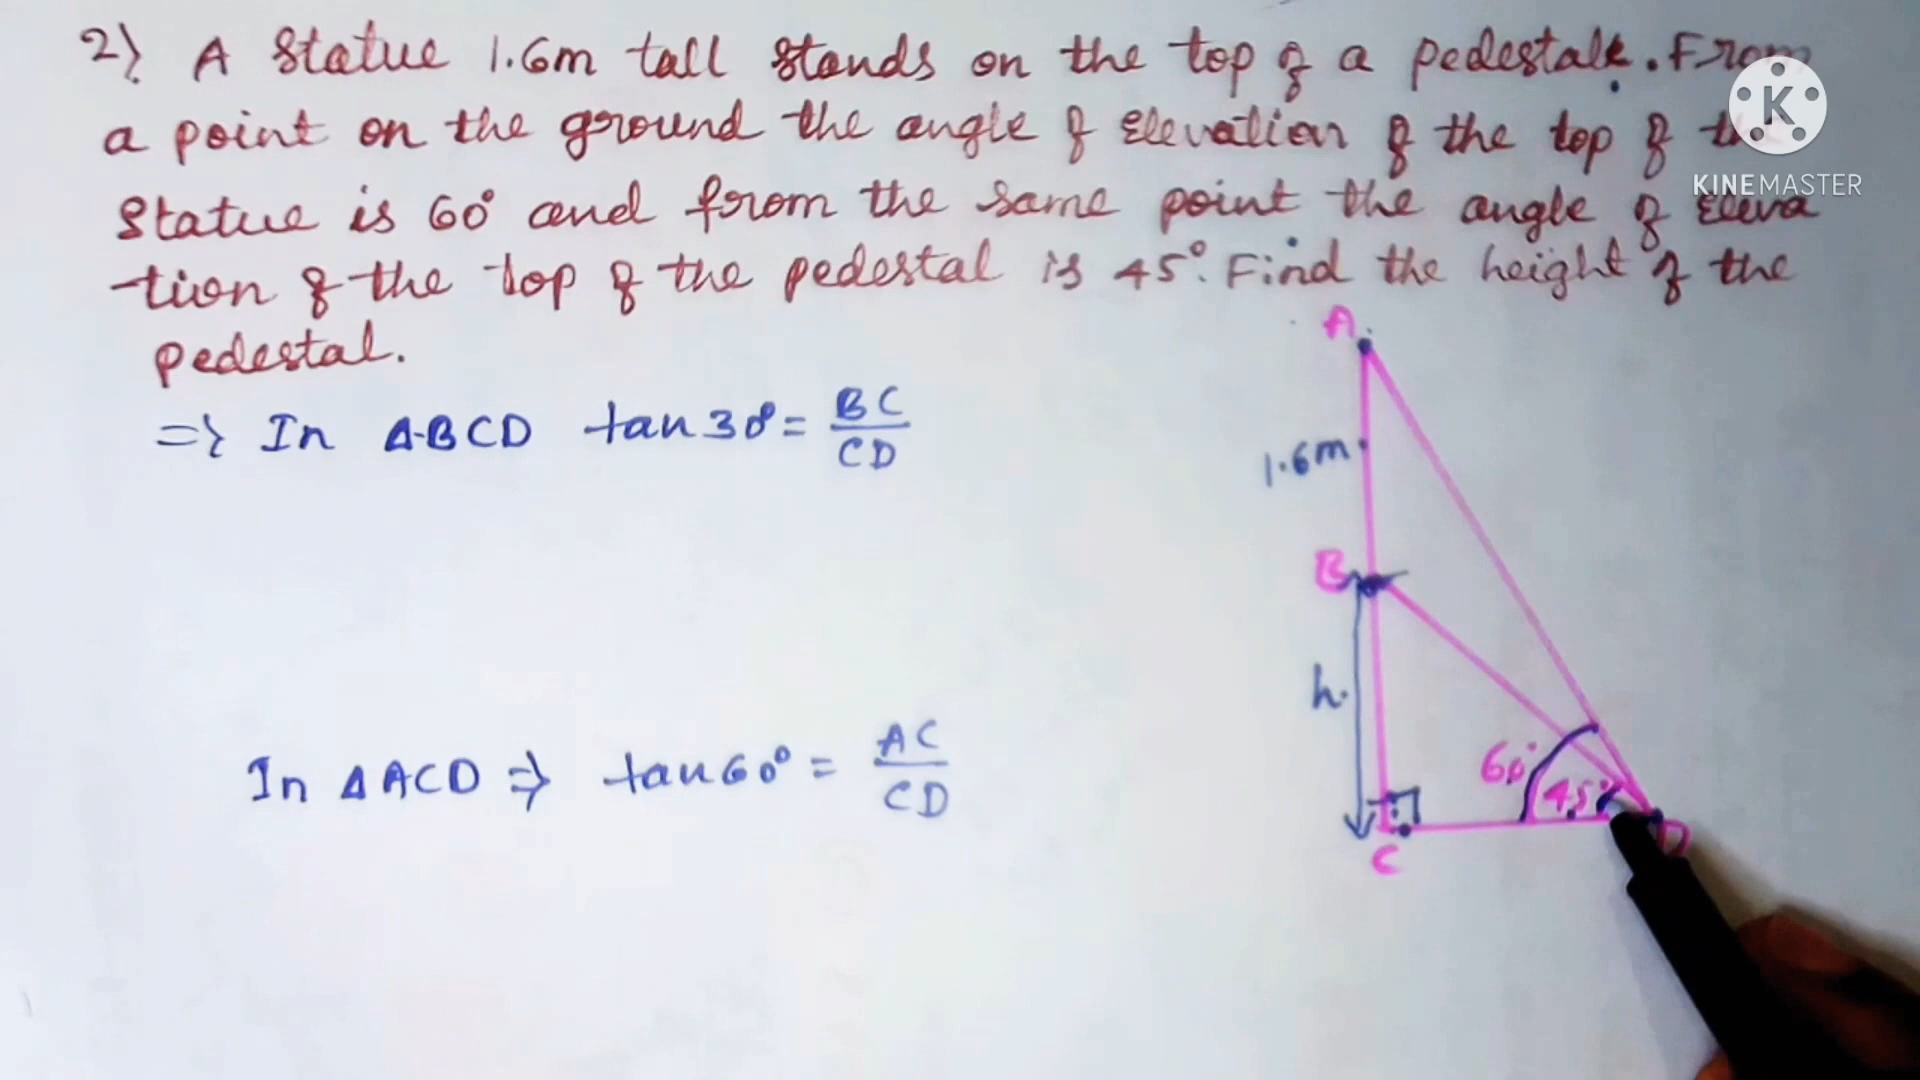 2) A Statue 1.6m tall stands on the top of a pedestal. From
a point on the ground the angle of Elevation of the top of the
Statue is 60° and from the same point the angle of Eleva
tion of the top of the pedestal is 45°. Find the height of the
pedestal.
=> In ΔBCD tan30° = BC/CD
In ΔACD => tan60° = AC/CD
A
1.6m
B
h
60°
45°
C
D
K
KINEMASTER